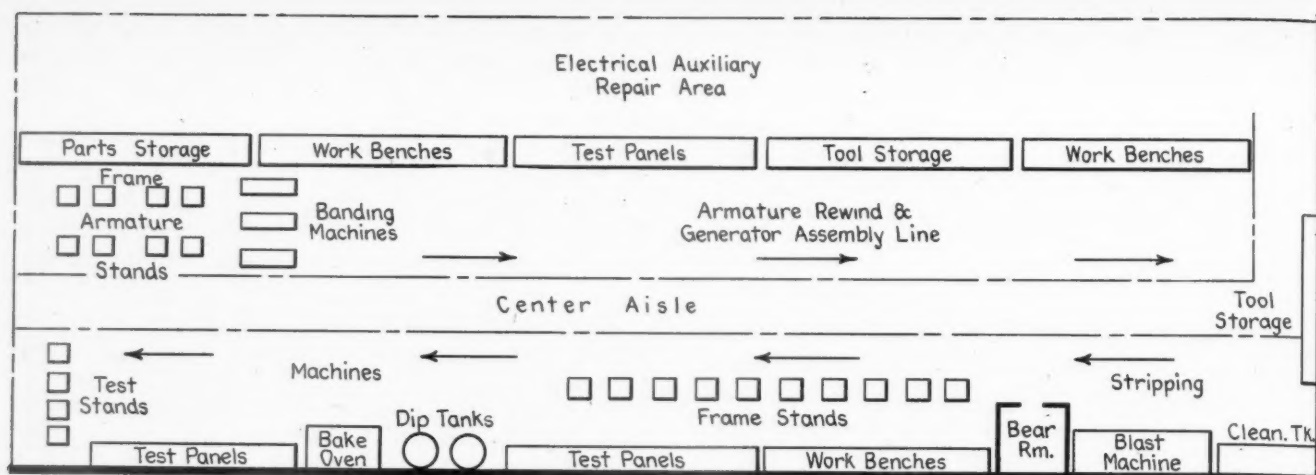 Electrical Auxiliary
Repair Area
Parts Storage
Work Benches
Test Panels
Tool Storage
Work Benches
Frame
Armature
Stands
Banding
Machines
Armature Rewind &
Generator Assembly Line
Center Aisle
Tool
Storage
Test
Stands
Machines
Stripping
Frame Stands
Dip Tanks
Test Panels
Bake
Oven
Test Panels
Work Benches
Bear
Rm.
Blast
Machine
Clean. Tk.